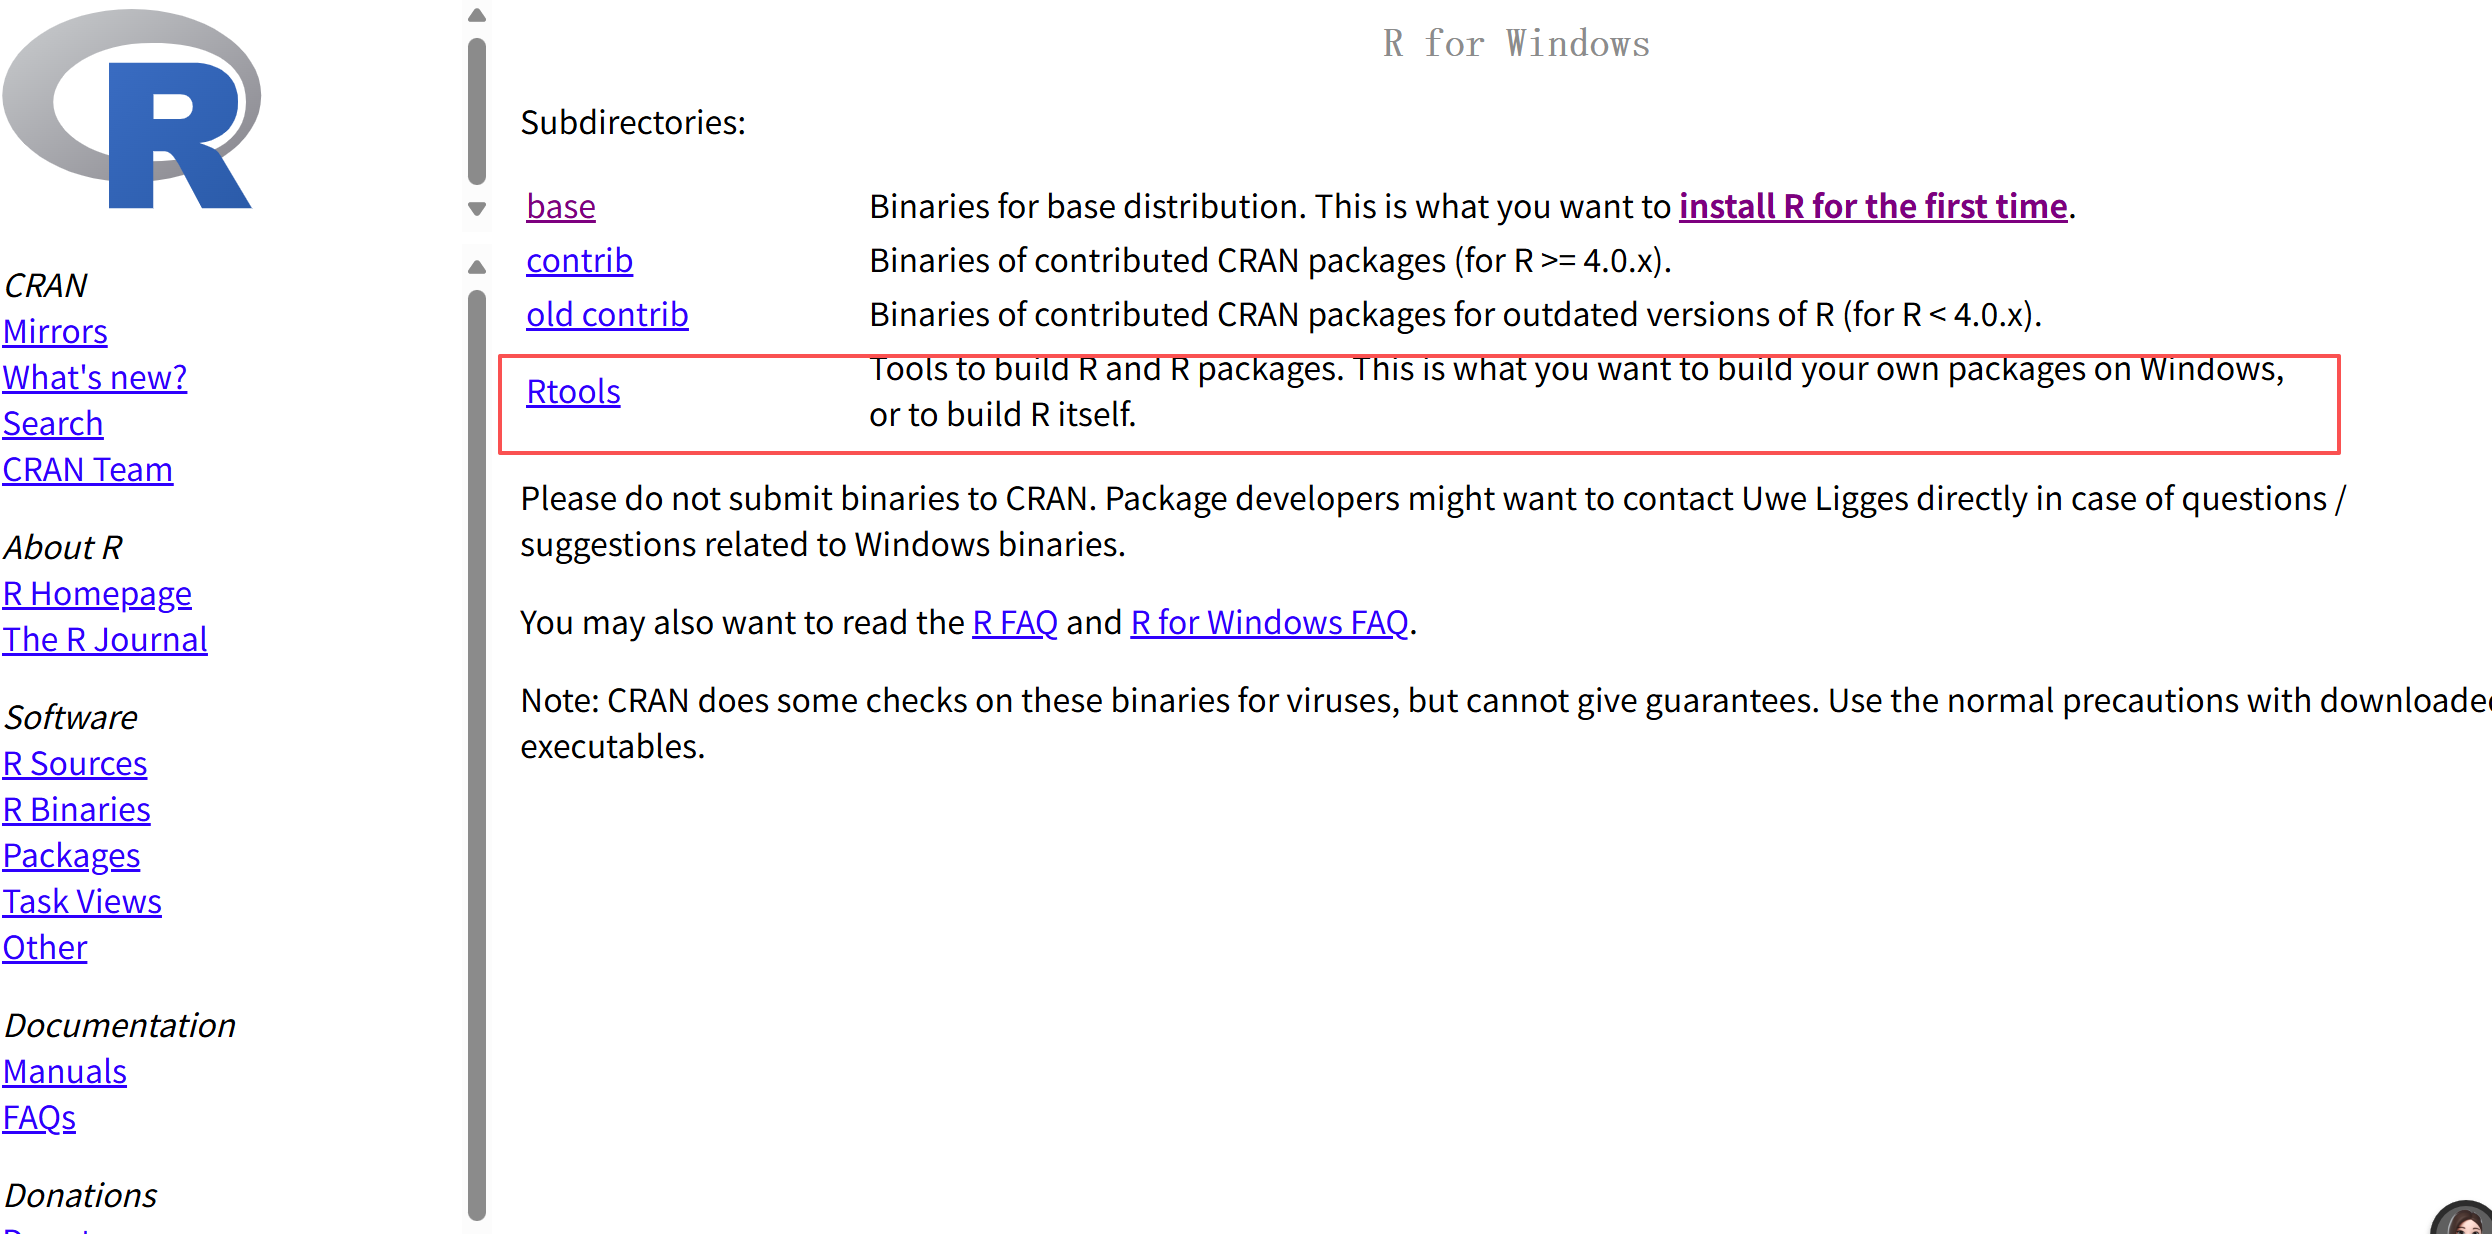 R
CRAN
Mirrors
What's new?
Search
CRAN Team
About R
R Homepage
The R Journal
Software
R Sources
R Binaries
Packages
Task Views
Other
Documentation
Manuals
FAQs
Donations
R for Windows
Subdirectories:
base Binaries for base distribution. This is what you want to install R for the first time.
contrib Binaries of contributed CRAN packages (for R >= 4.0.x).
old contrib Binaries of contributed CRAN packages for outdated versions of R (for R < 4.0.x).
Rtools Tools to build R and R packages. This is what you want to build your own packages on Windows,
or to build R itself.
Please do not submit binaries to CRAN. Package developers might want to contact Uwe Ligges directly in case of questions /
suggestions related to Windows binaries.
You may also want to read the R FAQ and R for Windows FAQ.
Note: CRAN does some checks on these binaries for viruses, but cannot give guarantees. Use the normal precautions with downloaded
executables.